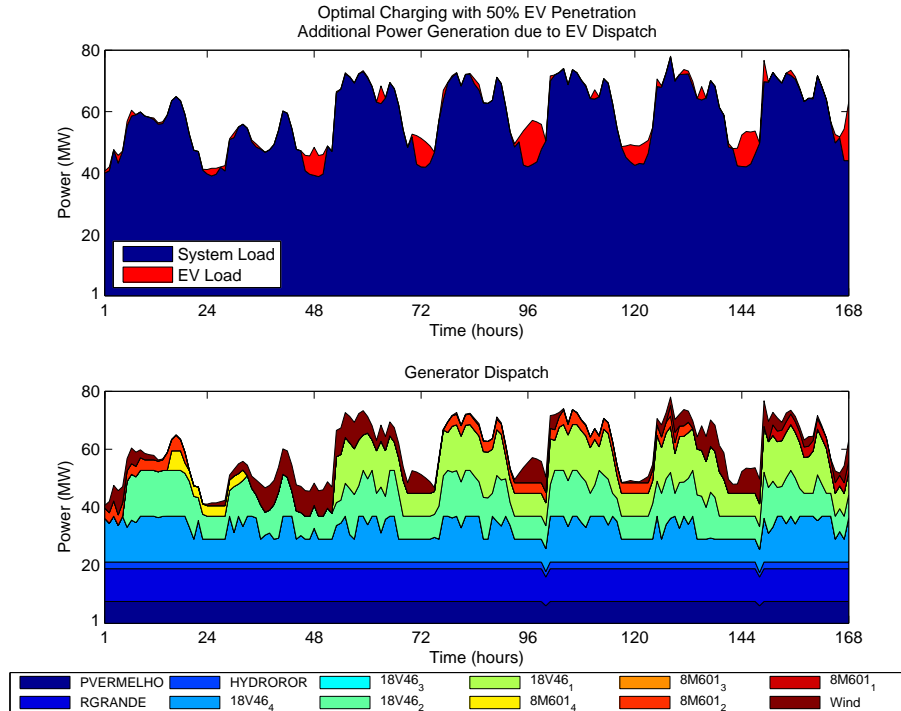 Optimal Charging with 50% EV Penetration
Additional Power Generation due to EV Dispatch
80
60
40
20
1
Power (MW)
System Load
EV Load
1 24 48 72 96 120 144 168
Time (hours)
Generator Dispatch
80
60
40
20
1
Power (MW)
1 24 48 72 96 120 144 168
Time (hours)
PVERMELHO HYDROROR 18V46₃ 18V46₁ 8M601₃ 8M601₁
RGRANDE 18V46₄ 18V46₂ 8M601₄ 8M601₂ Wind